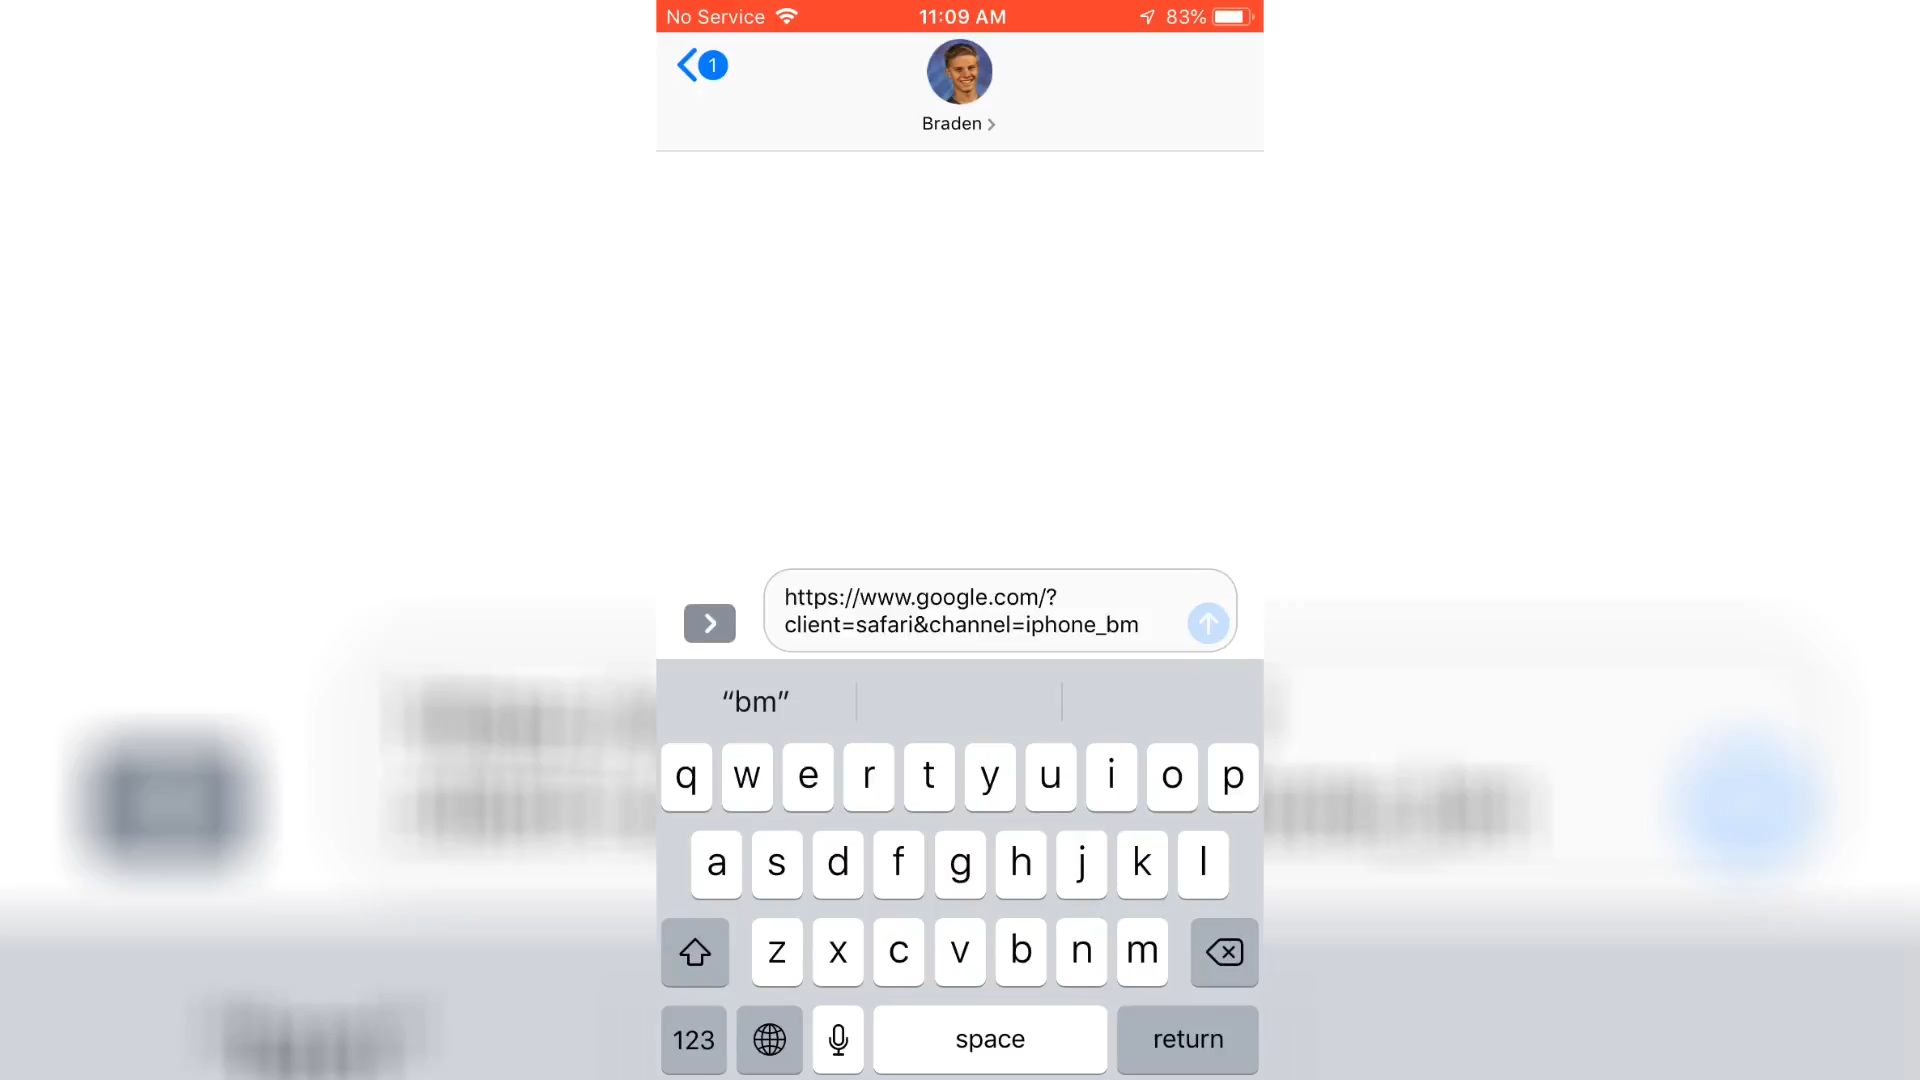 No Service 11:09 AM 83%
1
Braden
https://www.google.com/?
client=safari&channel=iphone_bm
“bm”
q w e r t y u i o p
a s d f g h j k l
z x c v b n m
123 space return